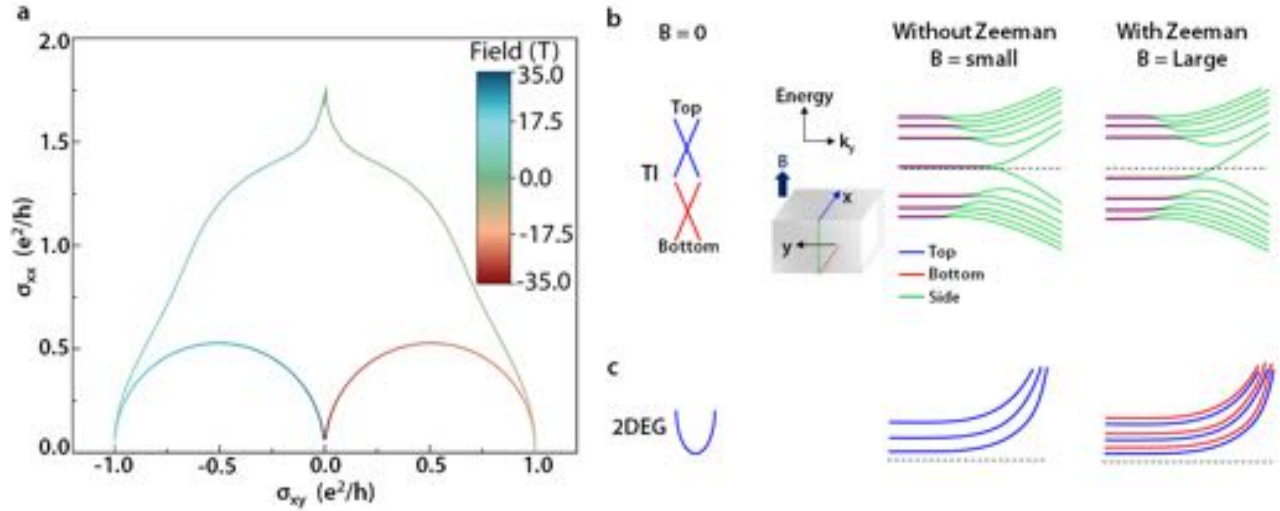 a
2.0
1.5
1.0
0.5
0.0
σxx (e²/h)
-1.0
-0.5
0.0
0.5
1.0
σxy (e²/h)
Field (T)
35.0
17.5
0.0
-17.5
-35.0
b
B = 0
Without Zeeman
B = small
With Zeeman
B = Large
Top
TI
Bottom
Energy
ky
B
x
y
Top
Bottom
Side
c
2DEG